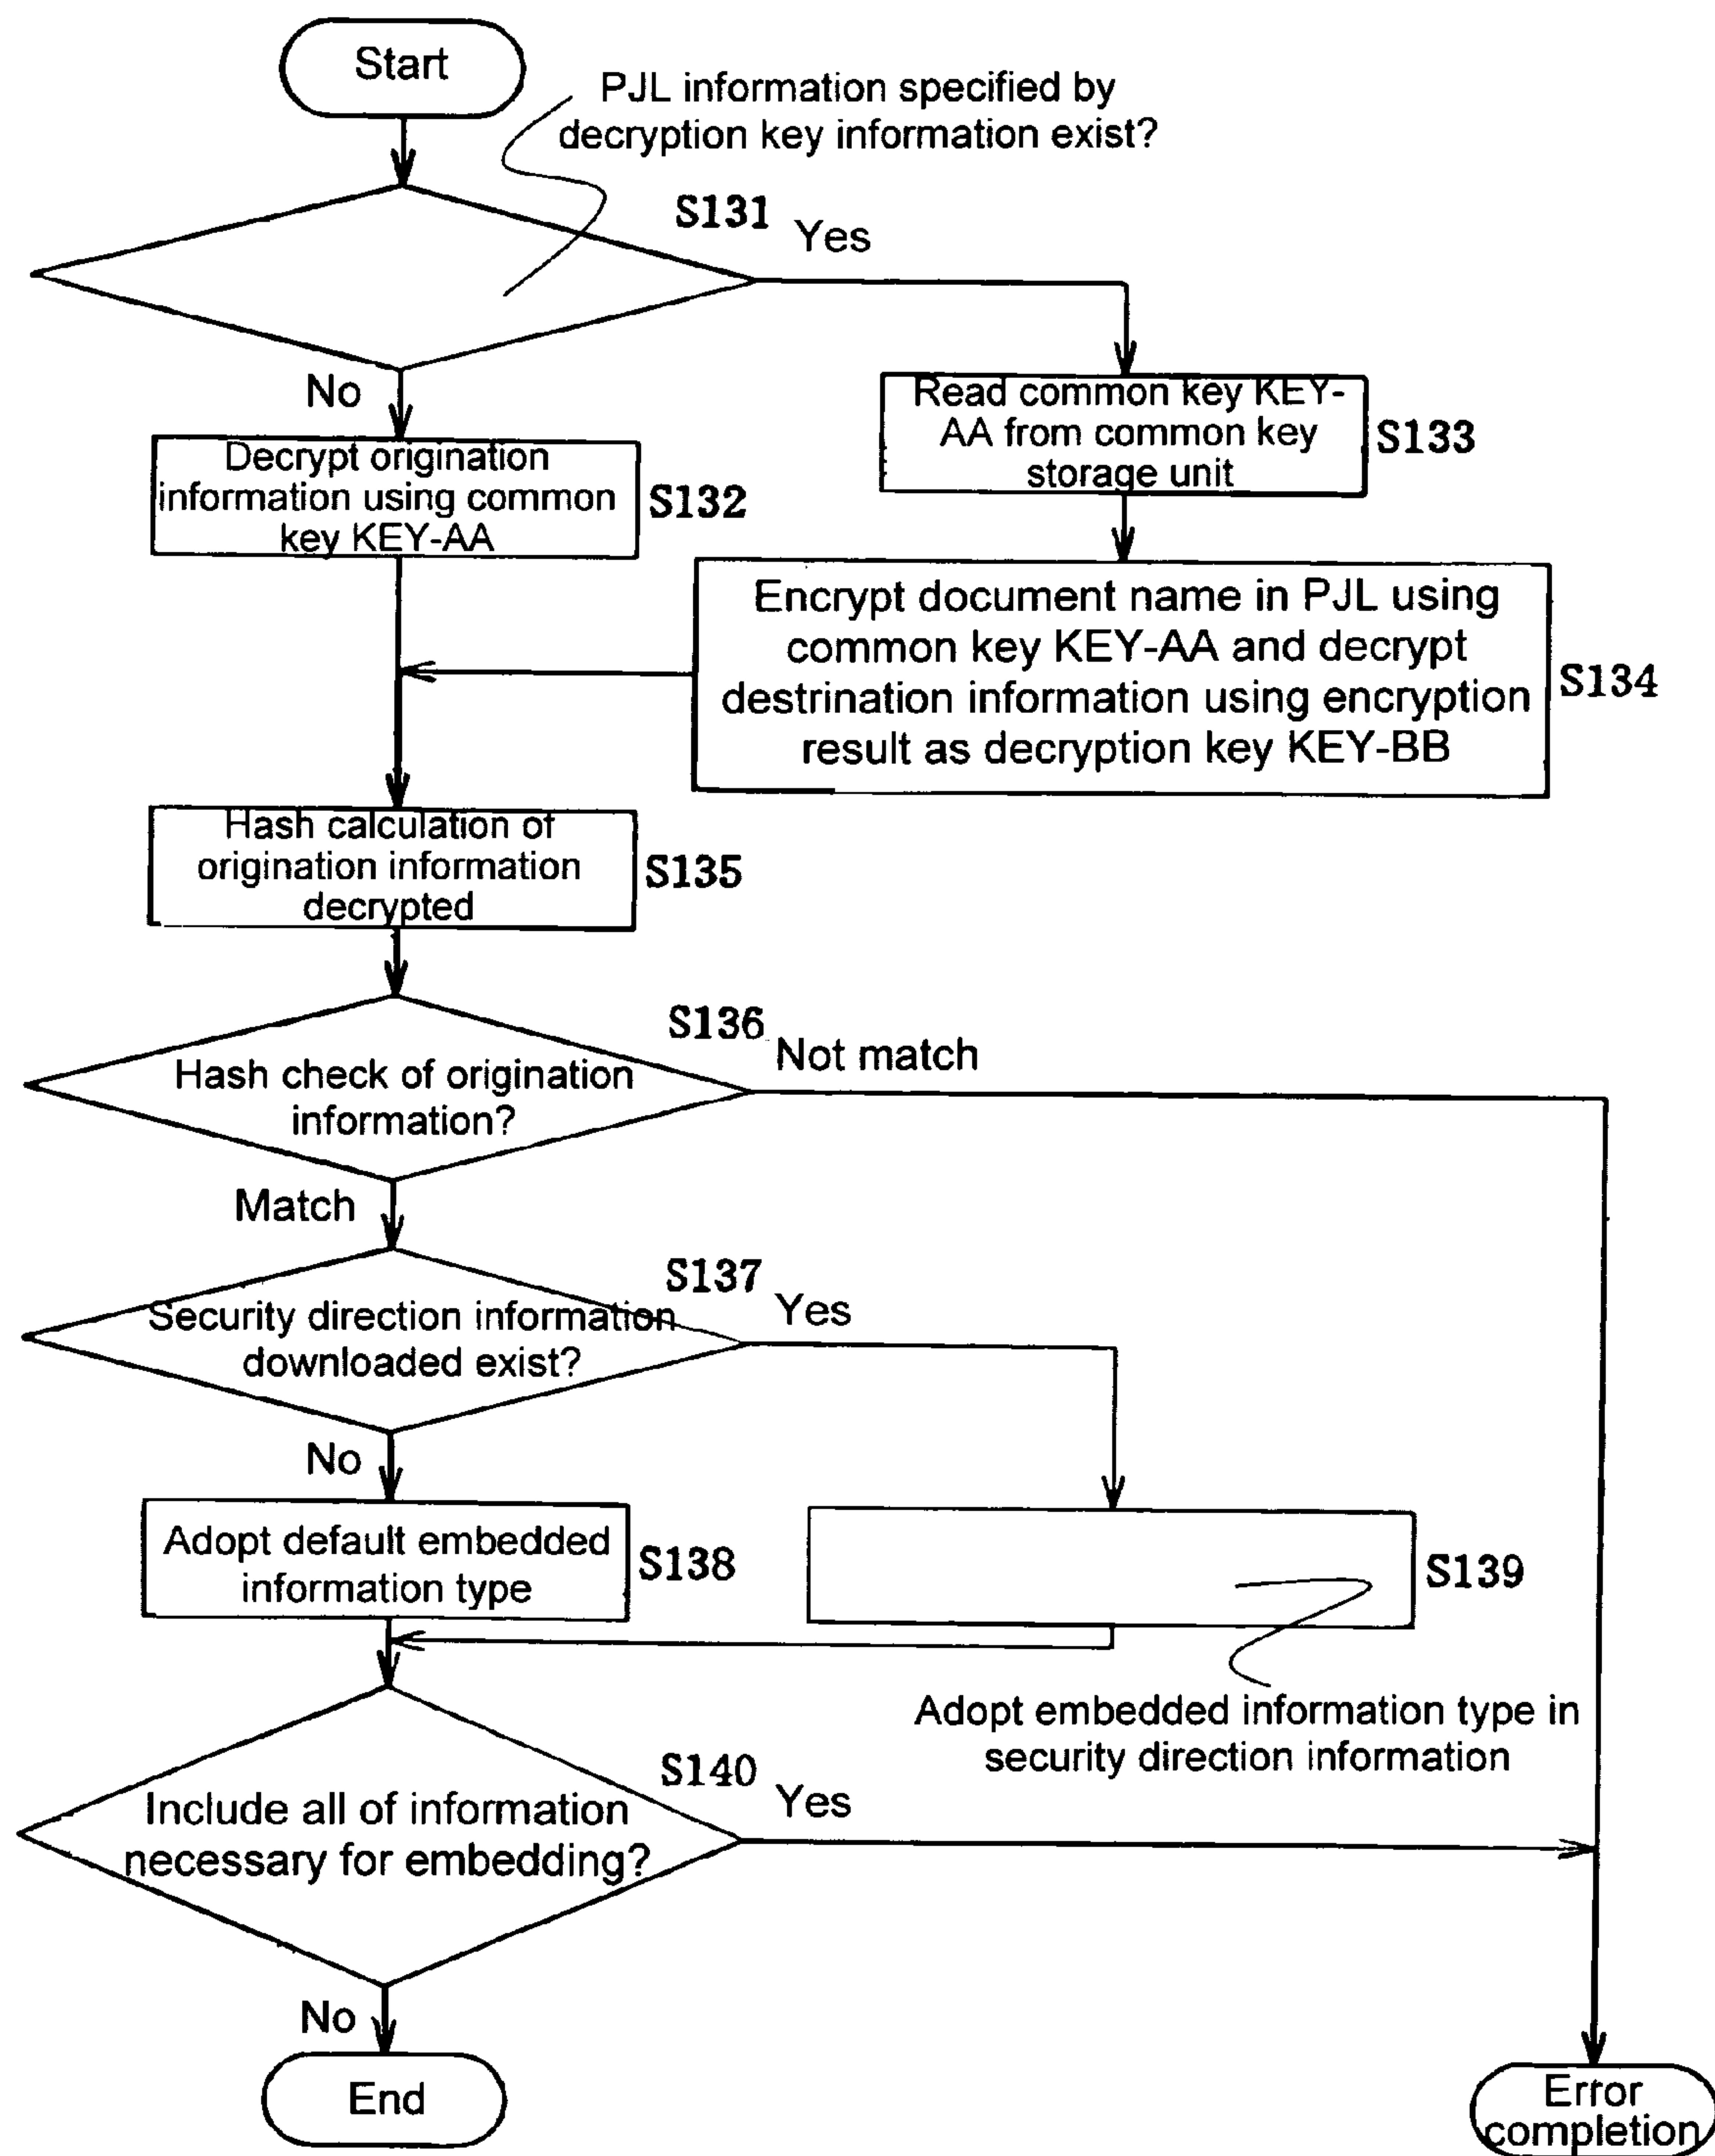 Start
PJL information specified by
decryption key information exist?
S131
Yes
No
Read common key KEY-
AA from common key
storage unit
S133
Decrypt origination
information using common
key KEY-AA
S132
Encrypt document name in PJL using
common key KEY-AA and decrypt
destrination information using encryption
result as decryption key KEY-BB
S134
Hash calculation of
origination information
decrypted
S135
S136
Not match
Hash check of origination
information?
Match
S137
Yes
Security direction information
downloaded exist?
No
Adopt default embedded
information type
S138
S139
Adopt embedded information type in
security direction information
S140
Yes
Include all of information
necessary for embedding?
No
End
Error
completion